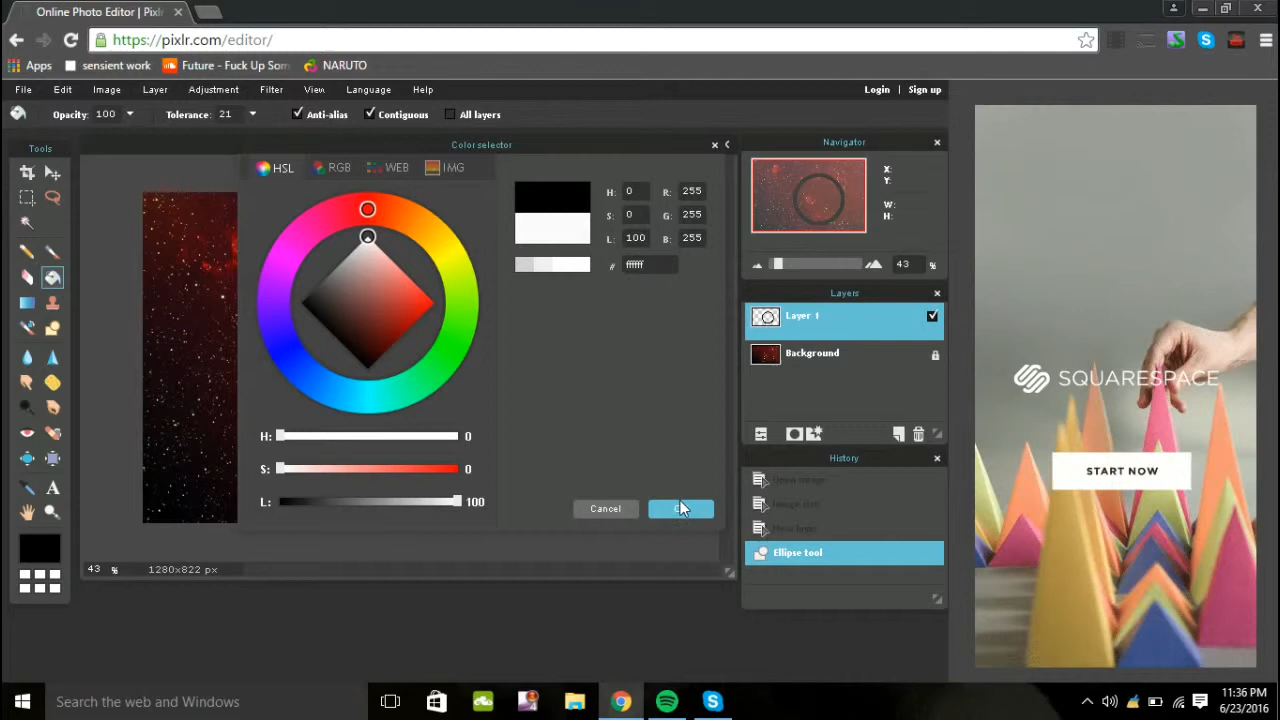 Online Photo Editor | Pixlr
https://pixlr.com/editor/
Apps sensient work Future - Fuck Up Som NARUTO
File Edit Image Layer Adjustment Filter View Language Help Login Sign up
Opacity: 100 Tolerance: 21 Anti-alias Contiguous All layers
Tools
Color selector
HSL RGB WEB IMG
H: 0 R: 255
S: 0 G: 255
L: 100 B: 255
# ffffff
H: 0
S: 0
L: 100
Cancel
43 % 1280x822 px
Navigator
X:
Y:
W:
H:
43 %
Layers
Layer 1
Background
History
Open image
New layer
Ellipse tool
SQUARESPACE
START NOW
Search the web and Windows
11:36 PM
6/23/2016